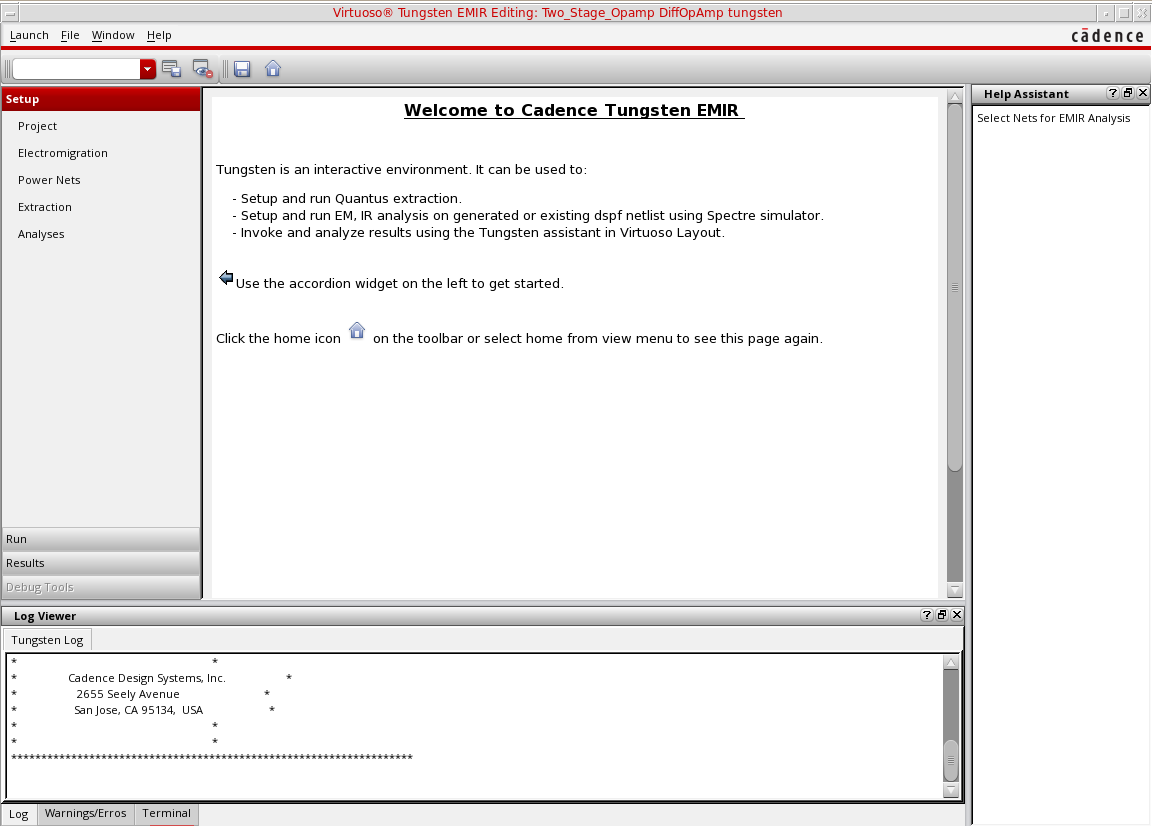 Virtuoso® Tungsten EMIR Editing: Two_Stage_Opamp DiffOpAmp tungsten
Launch File Window Help
cādence
Setup
Project
Electromigration
Power Nets
Extraction
Analyses
Run
Results
Debug Tools
Welcome to Cadence Tungsten EMIR
Tungsten is an interactive environment. It can be used to:
- Setup and run Quantus extraction.
- Setup and run EM, IR analysis on generated or existing dspf netlist using Spectre simulator.
- Invoke and analyze results using the Tungsten assistant in Virtuoso Layout.
Use the accordion widget on the left to get started.
Click the home icon on the toolbar or select home from view menu to see this page again.
Help Assistant
Select Nets for EMIR Analysis
Log Viewer
Tungsten Log
* *
* Cadence Design Systems, Inc. *
* 2655 Seely Avenue *
* San Jose, CA 95134, USA *
* *
* *
*******************************************************************
Log Warnings/Erros Terminal